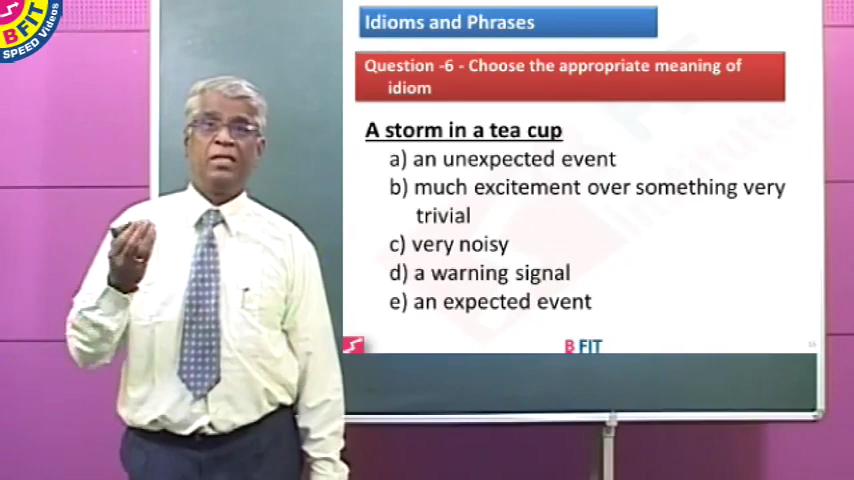 BFIT
SPEED Videos
Idioms and Phrases
Question -6 - Choose the appropriate meaning of
idiom
A storm in a tea cup
a) an unexpected event
b) much excitement over something very
trivial
c) very noisy
d) a warning signal
e) an expected event
B FIT